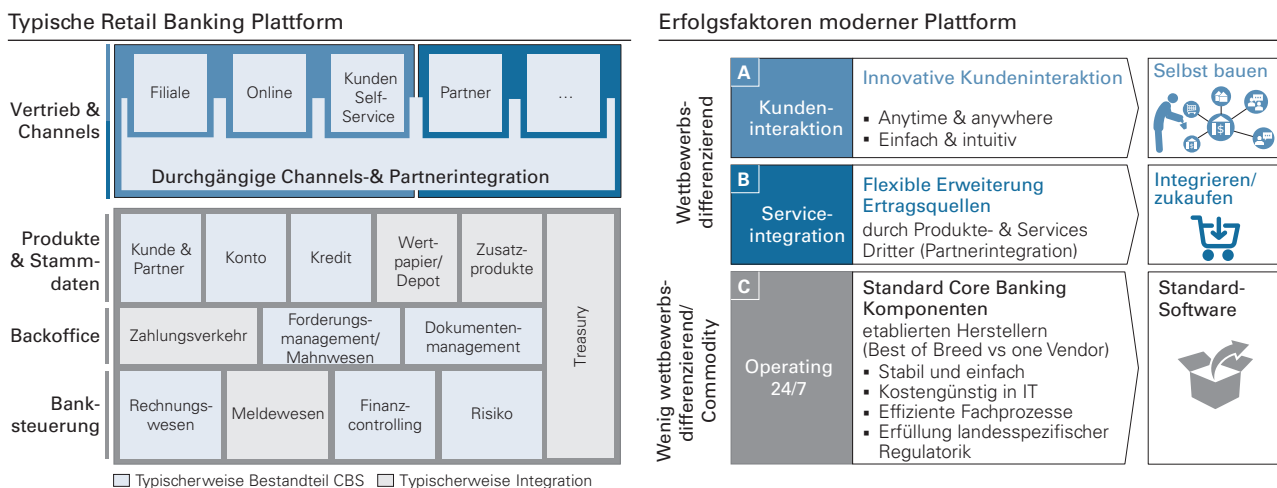 Typische Retail Banking Plattform
Vertrieb &
Channels
Filiale
Online
Kunden
Self-
Service
Partner
...
Durchgängige Channels-& Partnerintegration
Produkte
& Stamm-
daten
Kunde &
Partner
Konto
Kredit
Wert-
papier/
Depot
Zusatz-
produkte
Treasury
Backoffice
Zahlungsverkehr
Forderungs-
management/
Mahnwesen
Dokumenten-
management
Bank-
steuerung
Rechnungs-
wesen
Meldewesen
Finanz-
controlling
Risiko
Typischerweise Bestandteil CBS
Typischerweise Integration
Erfolgsfaktoren moderner Plattform
Wettbewerbs-
differenzierend
A
Kunden-
interaktion
Innovative Kundeninteraktion
▪ Anytime & anywhere
▪ Einfach & intuitiv
Selbst bauen
$
B
Service-
integration
Flexible Erweiterung
Ertragsquellen
durch Produkte- & Services
Dritter (Partnerintegration)
Integrieren/
zukaufen
Wenig wettbewerbs-
differenzierend/
Commodity
C
Operating
24/7
Standard Core Banking
Komponenten
etablierten Herstellern
(Best of Breed vs one Vendor)
▪ Stabil und einfach
▪ Kostengünstig in IT
▪ Effiziente Fachprozesse
▪ Erfüllung landesspezifischer
Regulatorik
Standard-
Software